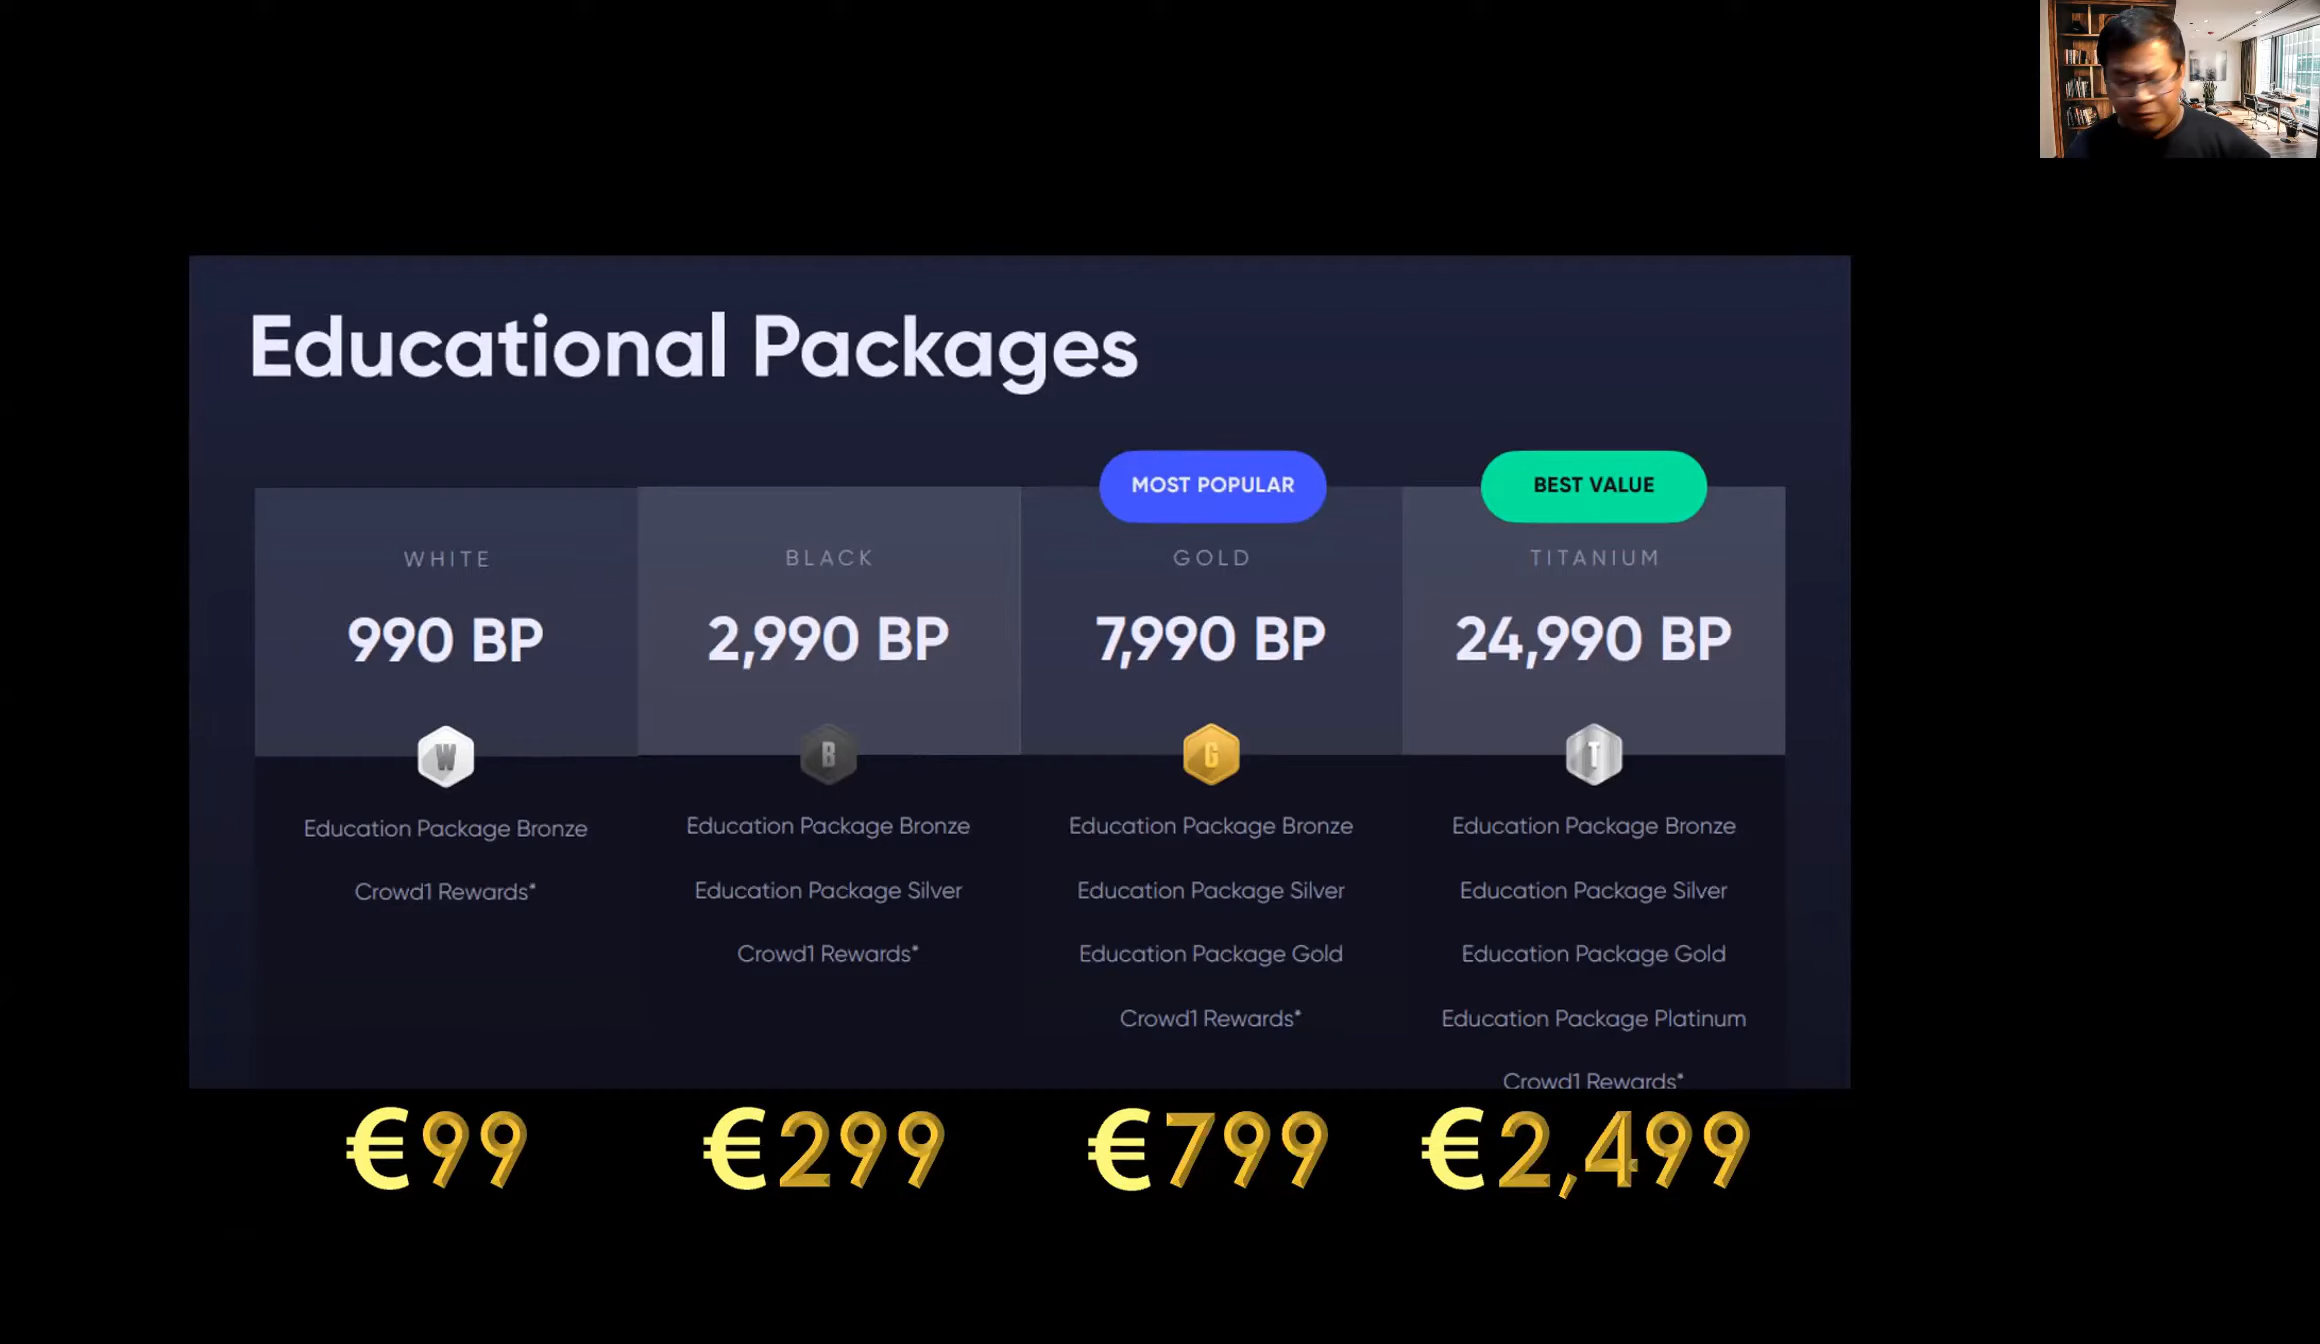 Educational Packages
MOST POPULAR
BEST VALUE
WHITE
BLACK
GOLD
TITANIUM
990 BP
2,990 BP
7,990 BP
24,990 BP
W
B
G
T
Education Package Bronze
Education Package Bronze
Education Package Bronze
Education Package Bronze
Crowd1 Rewards*
Education Package Silver
Education Package Silver
Education Package Silver
Crowd1 Rewards*
Education Package Gold
Education Package Gold
Crowd1 Rewards*
Education Package Platinum
Crowd1 Rewards*
€99
€299
€799
€2,499